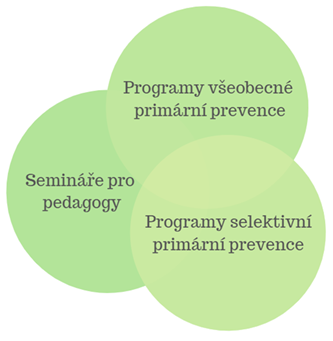 Programy všeobecné
primární prevence
Semináře pro
pedagogy
Programy selektivní
primární prevence